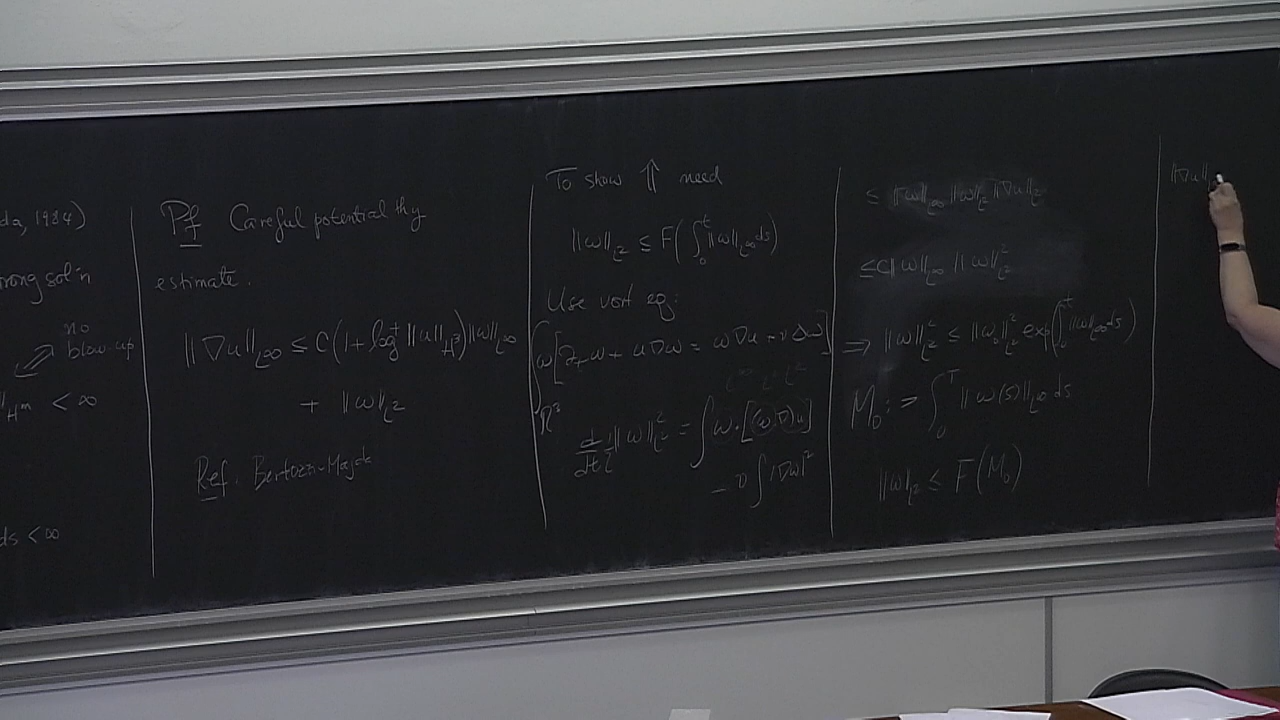 da, 1984)
rong sol'n
no
blow-up
‖_{H^m} < ∞
ds < ∞
Pf Careful potential thy
estimate.
‖∇u‖_{L^∞} ≤ C(1 + log⁺‖u‖_{H^3})‖ω‖_{L^∞}
+ ‖ω‖_{L^2}
Ref. Bertozzi-Majda
To show ⇑ need
‖ω‖_{L^2} ≤ F(∫_0^t ‖ω‖_{L^∞} ds)
Use vort eq:
∫_{R^3} ω[∂_t ω + u∇ω = ω∇u = ν Δω]
L^∞ L^2 L^2
d/dt 1/2 ‖ω‖²_{L^2} = ∫ω·[(ω∇)u]
− ν∫|∇ω|²
≤ ‖ω‖_{L^∞} ‖ω‖_{L^2} ‖∇u‖_{L^2}
≤ C‖ω‖_{L^∞} ‖ω‖²_{L^2}
⇒ ‖ω‖²_{L^2} ≤ ‖ω_0‖²_{L^2} exp(∫_0^t ‖ω‖_{L^∞} ds)
M_0 := ∫_0^T ‖ω(s)‖_{L^∞} ds
‖ω‖_{L^2} ≤ F(M_0)
‖∇u‖